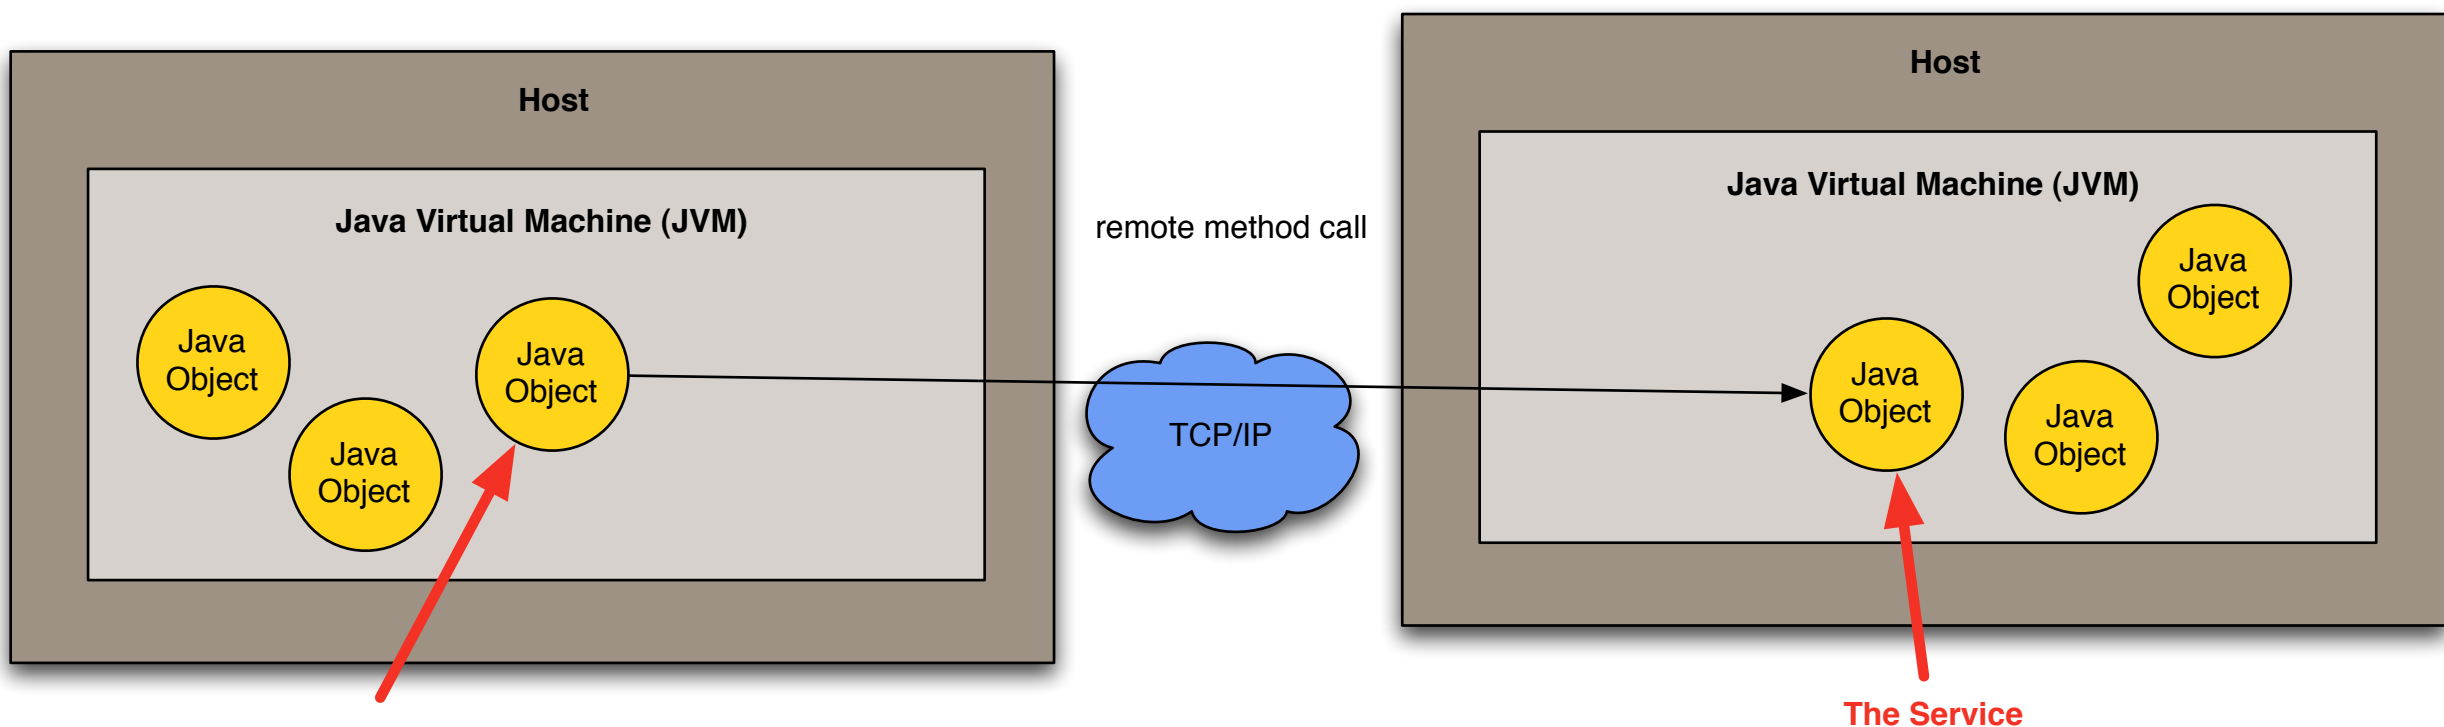 Host
Java Virtual Machine (JVM)
Java
Object
Java
Object
Java
Object
remote method call
TCP/IP
Host
Java Virtual Machine (JVM)
Java
Object
Java
Object
Java
Object
The Service